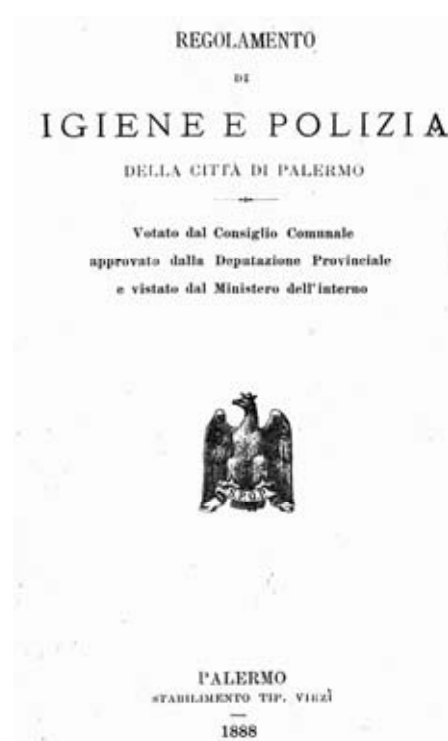 REGOLAMENTO
DI
IGIENE E POLIZIA
DELLA CITTÀ DI PALERMO
Votato dal Consiglio Comunale
approvato dalla Deputazione Provinciale
e vistato dal Ministero dell'interno
S.P.Q.P.
PALERMO
STABILIMENTO TIP. VIRZÌ
1888